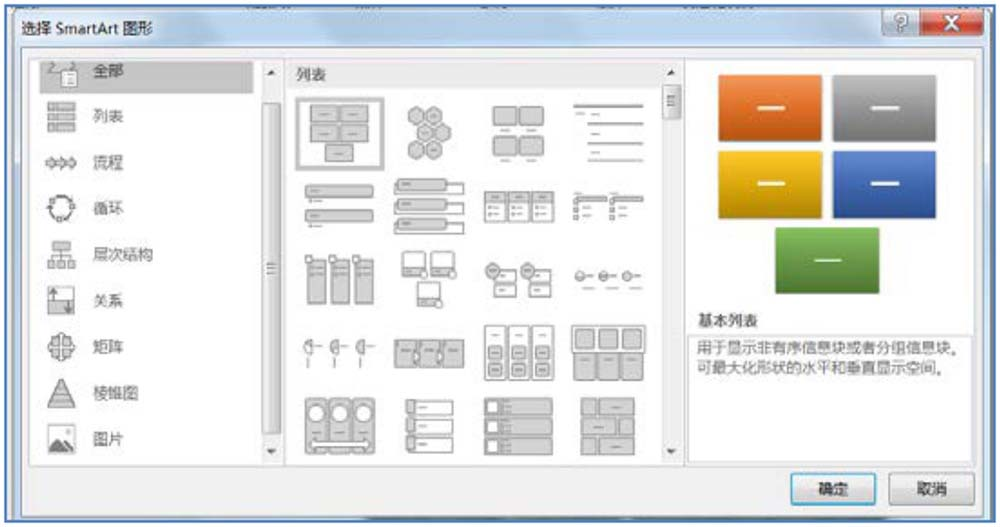 选择 SmartArt 图形
全部
列表
流程
循环
层次结构
关系
矩阵
棱锥图
图片
列表
基本列表
用于显示非有序信息块或者分组信息块。
可最大化形状的水平和垂直显示空间。
确定
取消